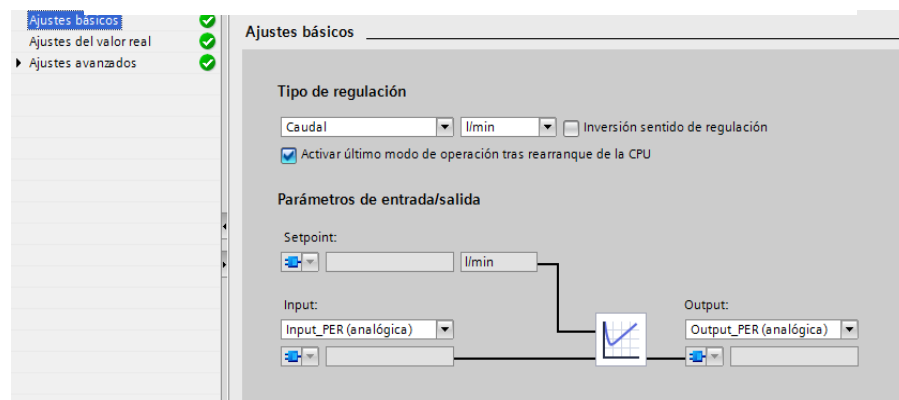 Ajustes básicos
Ajustes del valor real
Ajustes avanzados
Ajustes básicos
Tipo de regulación
Caudal
l/min
Inversión sentido de regulación
Activar último modo de operación tras rearranque de la CPU
Parámetros de entrada/salida
Setpoint:
l/min
Input:
Output:
Input_PER (analógica)
Output_PER (analógica)